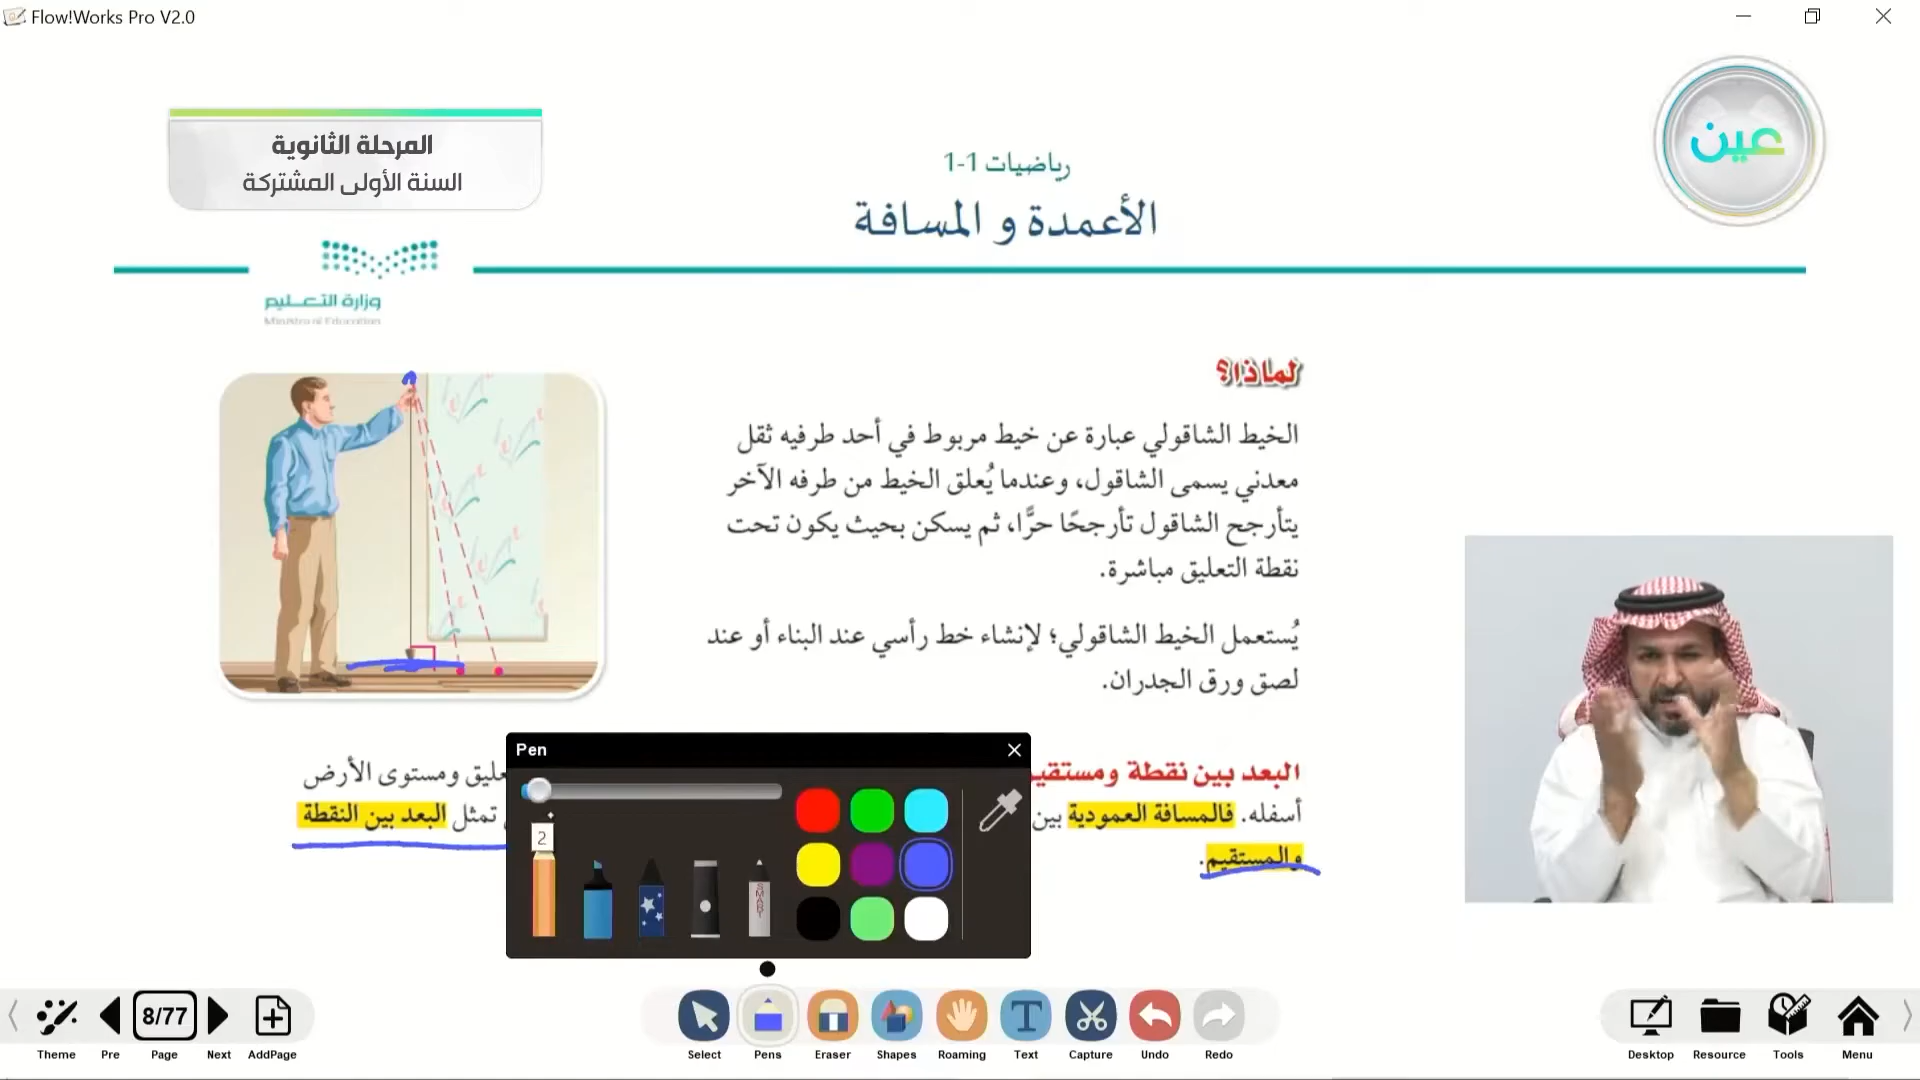 Flow!Works Pro V2.0
عين
المرحلة الثانوية
السنة الأولى المشتركة
رياضيات 1-1
الأعمدة و المسافة
وزارة التعليم
Ministry of Education
لماذا؟
الخيط الشاقولي عبارة عن خيط مربوط في أحد طرفيه ثقل
معدني يسمى الشاقول، وعندما يُعلق الخيط من طرفه الآخر
يتأرجح الشاقول تأرجحًا حرًّا، ثم يسكن بحيث يكون تحت
نقطة التعليق مباشرة.
يُستعمل الخيط الشاقولي؛ لإنشاء خط رأسي عند البناء أو عند
لصق ورق الجدران.
البعد بين نقطة ومستقيم ومستوى الأرض
أسفله. فالمسافة العمودية بين تمثل البعد بين النقطة
والمستقيم.
Pen
2
SMART
8/77
Theme
Pre
Page
Next
AddPage
Select
Pens
Eraser
Shapes
Roaming
T
Text
Capture
Undo
Redo
Desktop
Resource
Tools
Menu